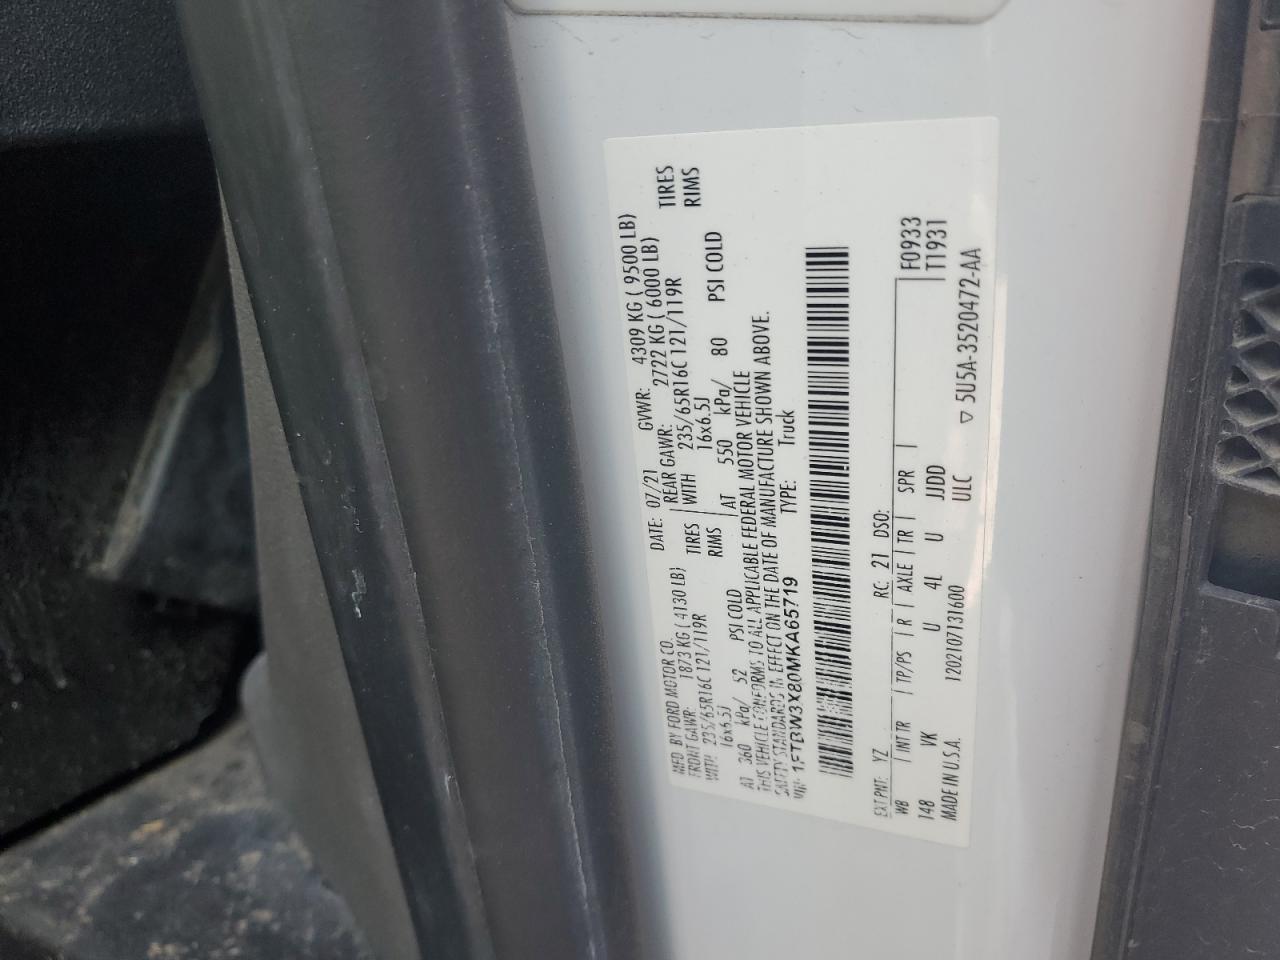 MFD BY FORD MOTOR CO. DATE: 07/21 GVWR: 4309 KG ( 9500 LB)
FRONT GAWR: 1873 KG ( 4130 LB) REAR GAWR: 2722 KG ( 6000 LB)
WITH 235/65R16C 121/119R TIRES WITH 235/65R16C 121/119R TIRES
16x6.5J RIMS 16x6.5J RIMS
AT 360 kPa/ 52 PSI COLD AT 550 kPa/ 80 PSI COLD
THIS VEHICLE CONFORMS TO ALL APPLICABLE FEDERAL MOTOR VEHICLE
SAFETY STANDARDS IN EFFECT ON THE DATE OF MANUFACTURE SHOWN ABOVE.
VIN: 1FTBW3X80MKA65719 TYPE: Truck
EXT PNT: YZ RC: 21 DSO: F0933
WB INT TR TP/PS R AXLE TR SPR T1931
148 VK U 4L U JJDD
MADE IN U.S.A. 120210713160​0 ULC ▽ 5U5A-3520472-AA